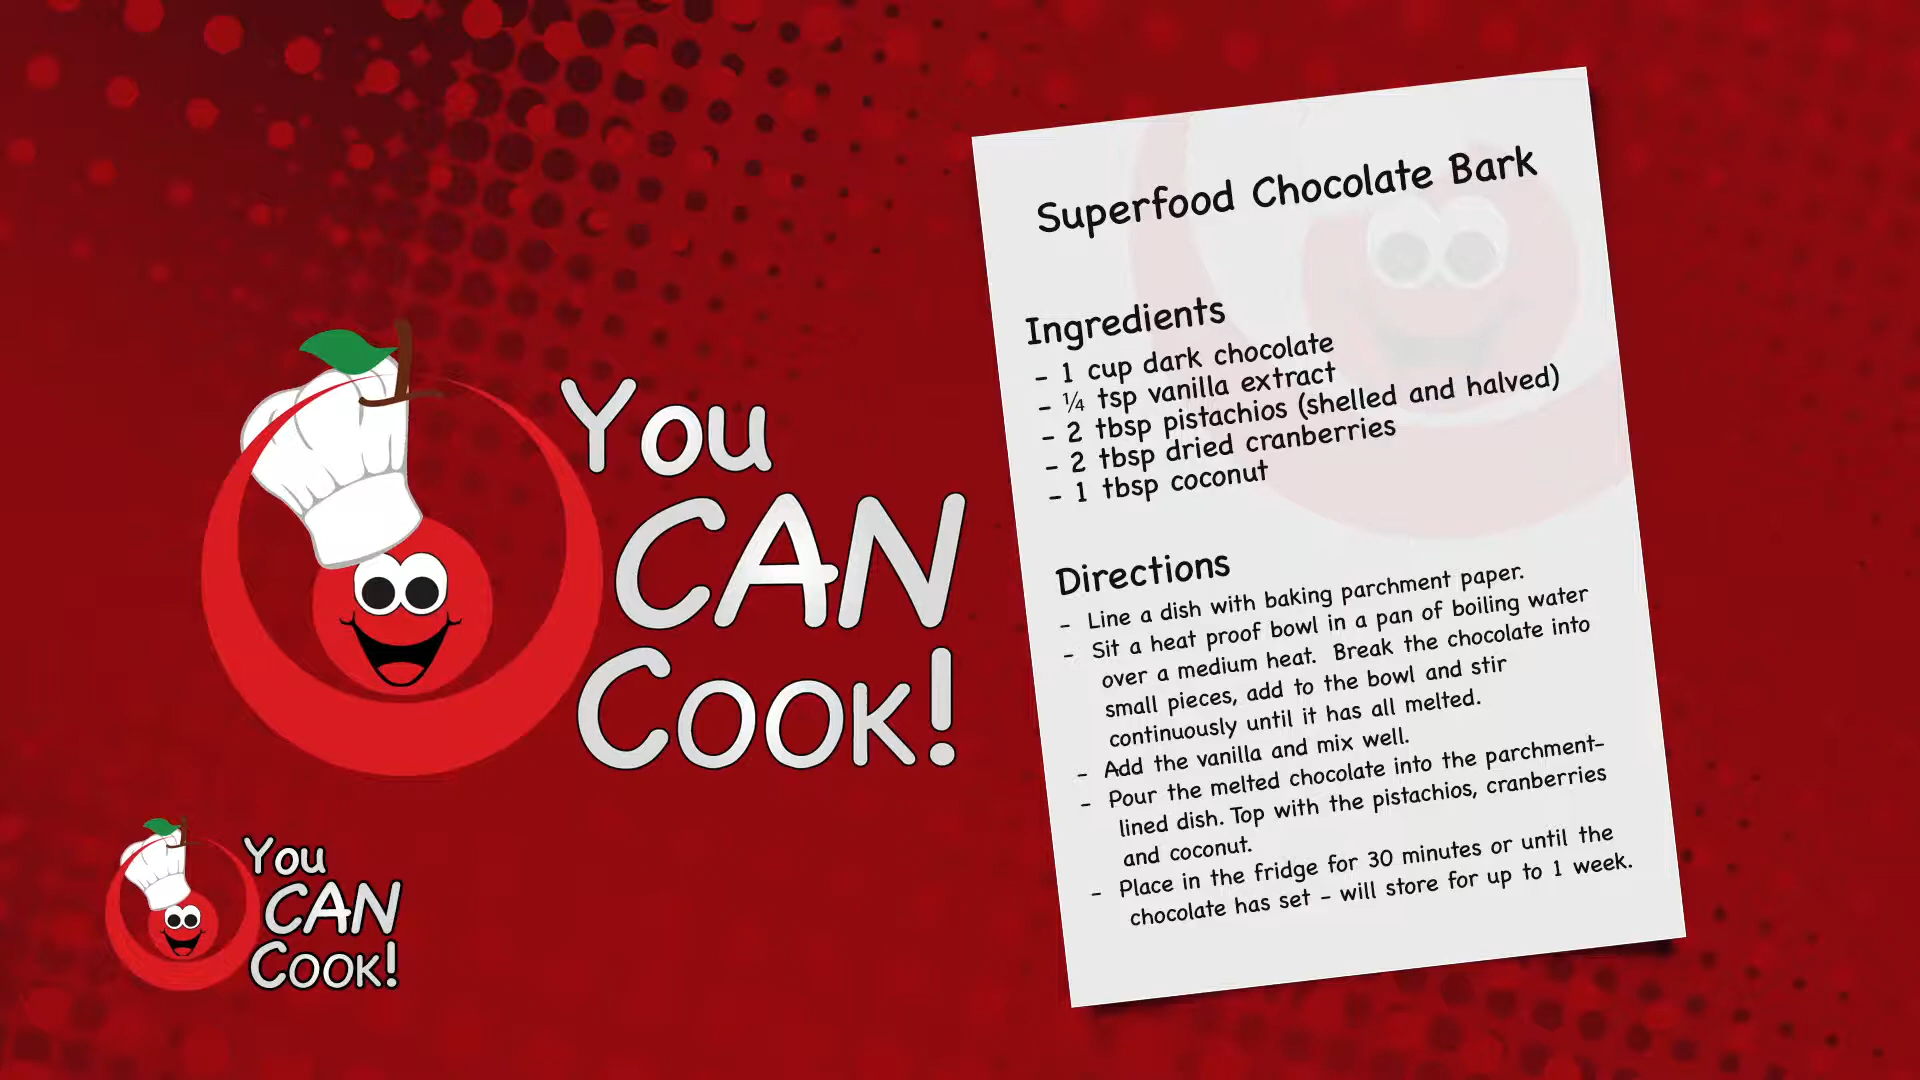 You
CAN
COOK!
You
CAN
COOK!
Superfood Chocolate Bark
Ingredients
- 1 cup dark chocolate
- ¼ tsp vanilla extract
- 2 tbsp pistachios (shelled and halved)
- 2 tbsp dried cranberries
- 1 tbsp coconut
Directions
- Line a dish with baking parchment paper.
- Sit a heat proof bowl in a pan of boiling water
over a medium heat. Break the chocolate into
small pieces, add to the bowl and stir
continuously until it has all melted.
- Add the vanilla and mix well.
- Pour the melted chocolate into the parchment-
lined dish. Top with the pistachios, cranberries
and coconut.
- Place in the fridge for 30 minutes or until the
chocolate has set - will store for up to 1 week.